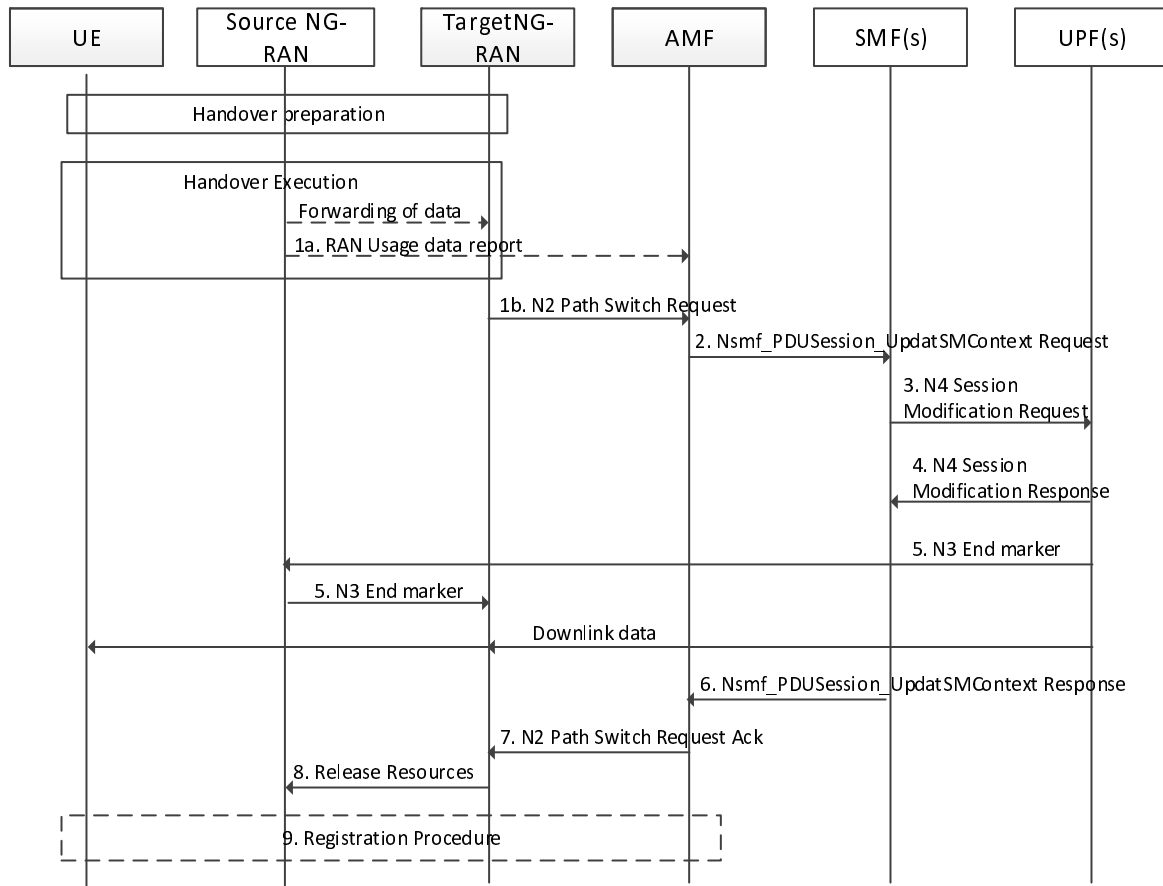 UE
Source NG-
RAN
TargetNG-
RAN
AMF
SMF(s)
UPF(s)
Handover preparation
Handover Execution
Forwarding of data
1a. RAN Usage data report
1b. N2 Path Switch Request
2. Nsmf_PDUSession_UpdatSMContext Request
3. N4 Session
Modification Request
4. N4 Session
Modification Response
5. N3 End marker
5. N3 End marker
Downlink data
6. Nsmf_PDUSession_UpdatSMContext Response
7. N2 Path Switch Request Ack
8. Release Resources
9. Registration Procedure